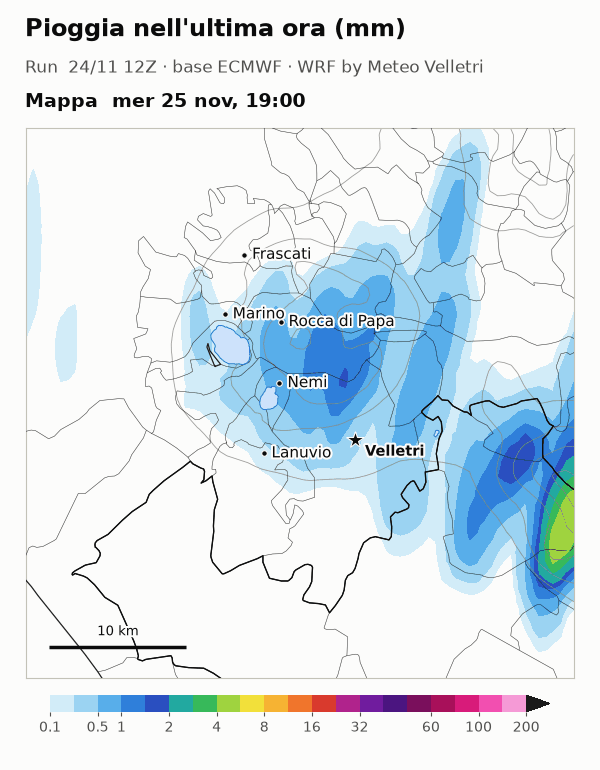 Pioggia nell'ultima ora (mm)
Run 24/11 12Z · base ECMWF · WRF by Meteo Velletri
Mappa mer 25 nov, 19:00
Frascati
Marino
Rocca di Papa
Nemi
Velletri
Lanuvio
10 km
0.1 0.5 1 2 4 8 16 32 60 100 200